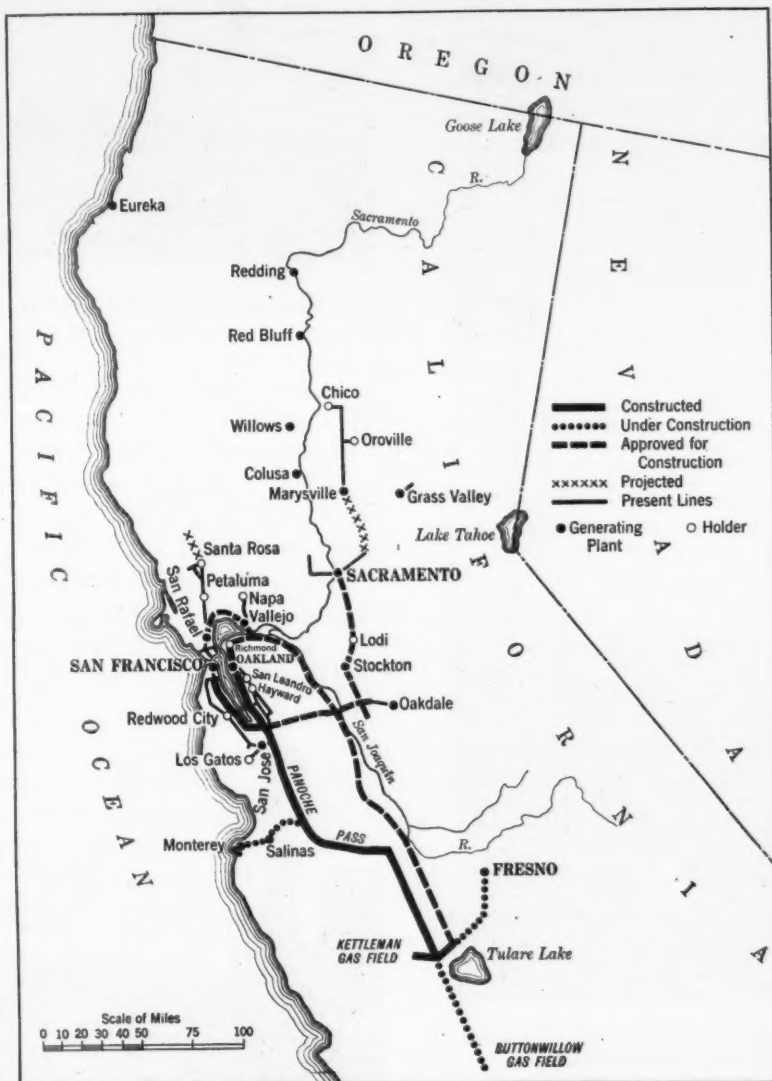 OREGON
Goose Lake
NEVADA
CALIFORNIA
R.
Sacramento
Eureka
Redding
Red Bluff
PACIFIC
OCEAN
Chico
Willows
Oroville
Colusa
Marysville
Grass Valley
Constructed
Under Construction
Approved for
Construction
Projected
Present Lines
Generating
Plant
Holder
Lake Tahoe
Santa Rosa
Petaluma
San Rafael
Napa
Vallejo
SACRAMENTO
Lodi
Richmond
SAN FRANCISCO
OAKLAND
Stockton
San Leandro
Hayward
Oakdale
Redwood City
San Joaquin
R.
Los Gatos
San Jose
PANOCHE
PASS
Monterey
Salinas
FRESNO
KETTLEMAN
GAS FIELD
Tulare Lake
Scale of Miles
0 10 20 30 40 50 75 100
BUTTONWILLOW
GAS FIELD